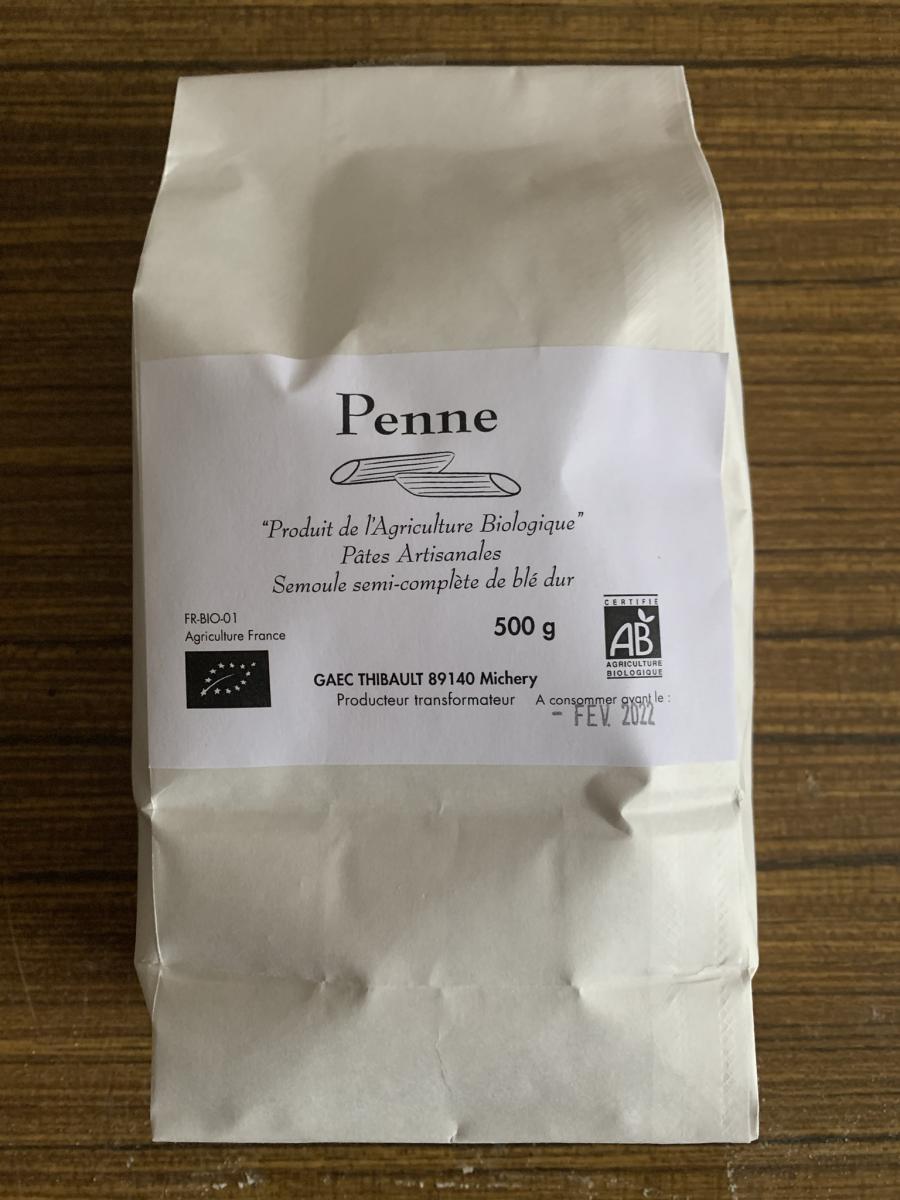 Penne
“Produit de l'Agriculture Biologique”
Pâtes Artisanales
Semoule semi-complète de blé dur
FR-BIO-01
Agriculture France
500 g
CERTIFIÉ
AB
AGRICULTURE
BIOLOGIQUE
GAEC THIBAULT 89140 Michery
Producteur transformateur
A consommer avant le :
- FEV. 2022